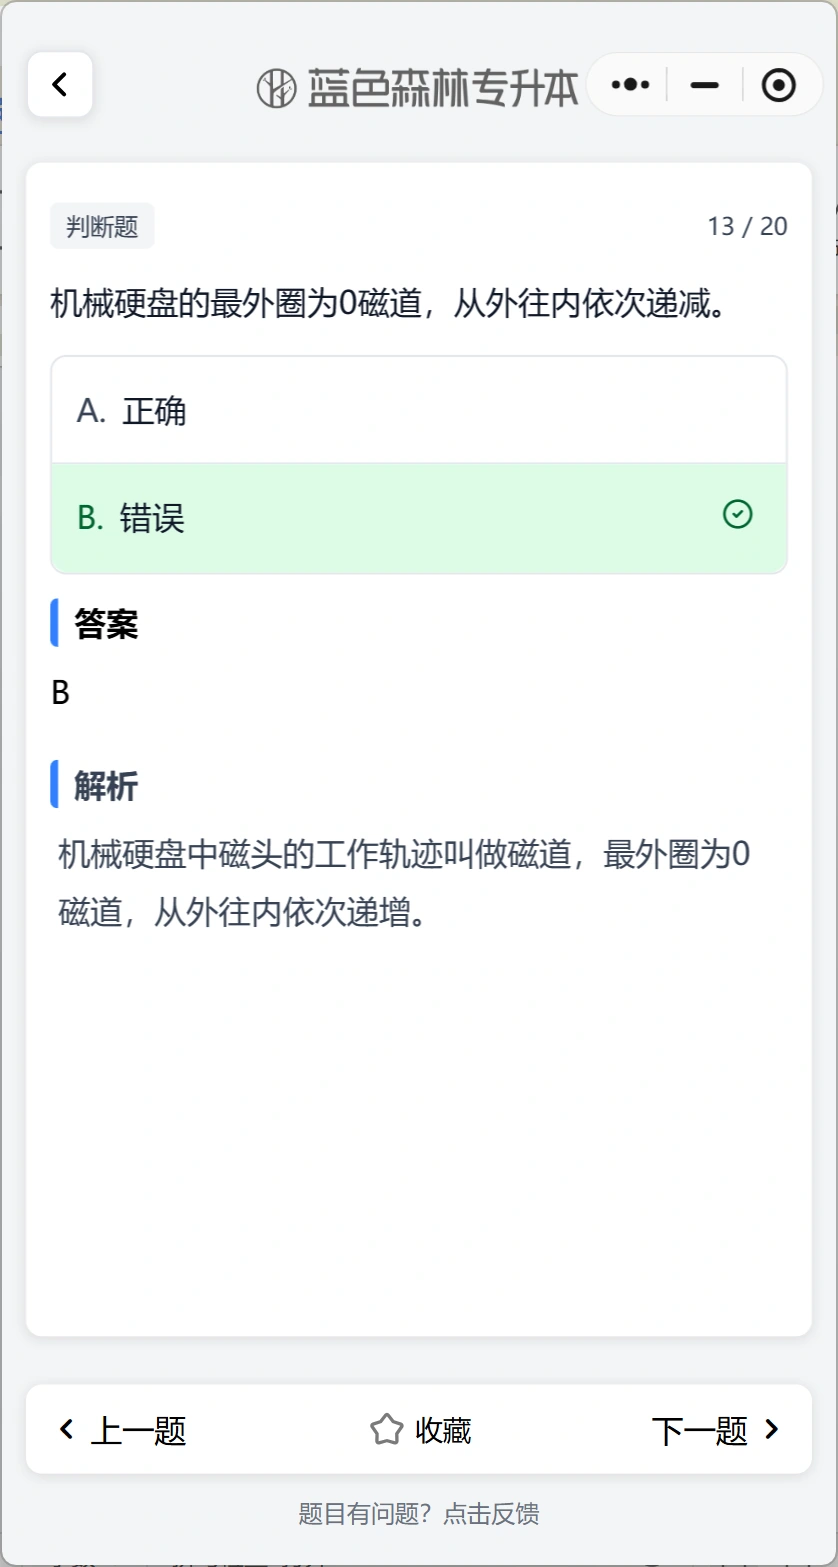 蓝色森林专升本
判断题
13 / 20
机械硬盘的最外圈为0磁道，从外往内依次递减。
A. 正确
B. 错误
答案
B
解析
机械硬盘中磁头的工作轨迹叫做磁道，最外圈为0
磁道，从外往内依次递增。
上一题
收藏
下一题
题目有问题？点击反馈